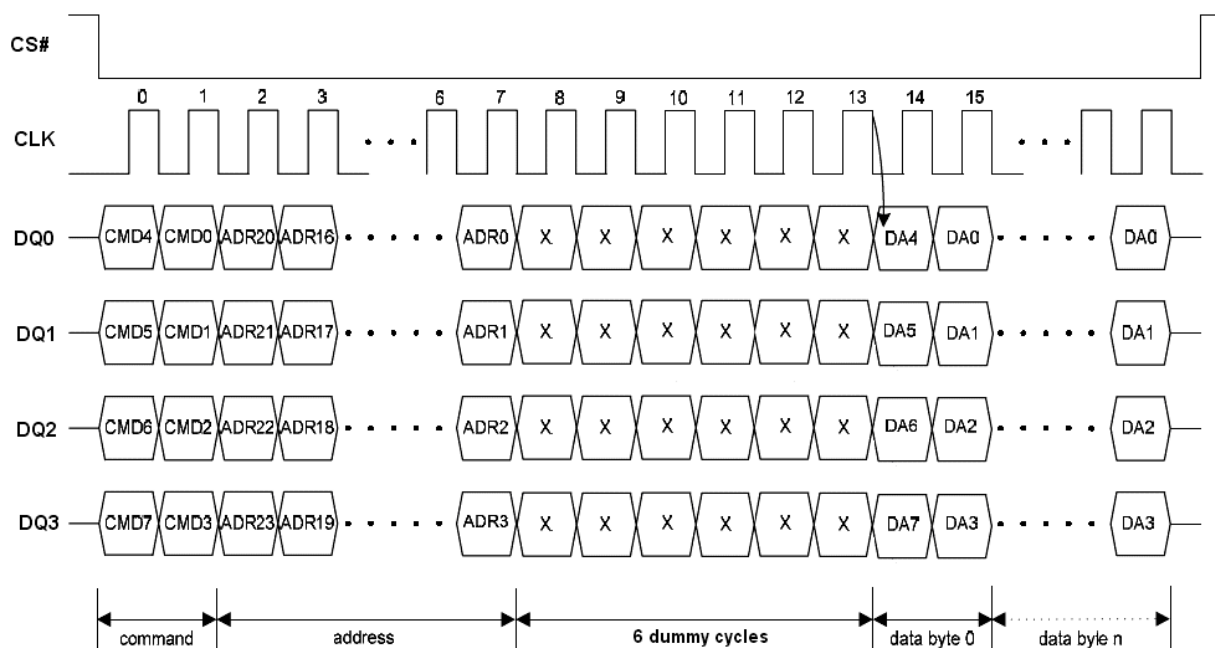 CS#
0 1 2 3 6 7 8 9 10 11 12 13 14 15
CLK
DQ0 CMD4 CMD0 ADR20 ADR16 ADR0 X X X X X X DA4 DA0 DA0
DQ1 CMD5 CMD1 ADR21 ADR17 ADR1 X X X X X X DA5 DA1 DA1
DQ2 CMD6 CMD2 ADR22 ADR18 ADR2 X X X X X X DA6 DA2 DA2
DQ3 CMD7 CMD3 ADR23 ADR19 ADR3 X X X X X X DA7 DA3 DA3
command address 6 dummy cycles data byte 0 data byte n